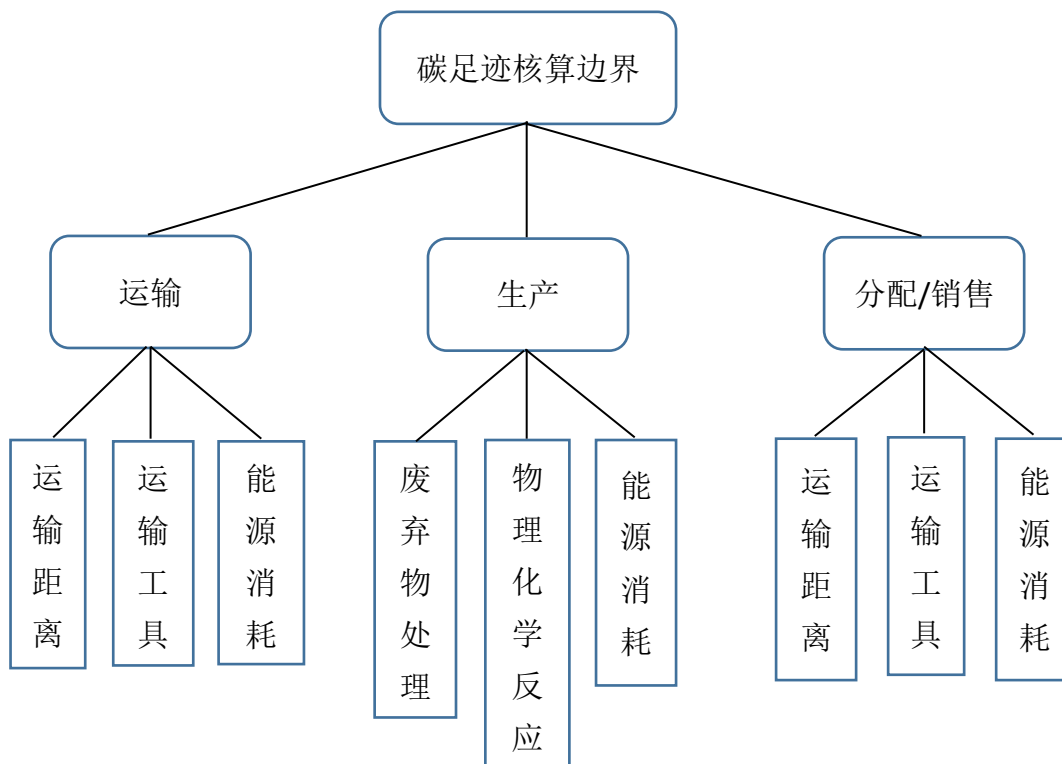 碳足迹核算边界
运输
生产
分配/销售
运输距离
运输工具
能源消耗
废弃物处理
物理化学反应
能源消耗
运输距离
运输工具
能源消耗